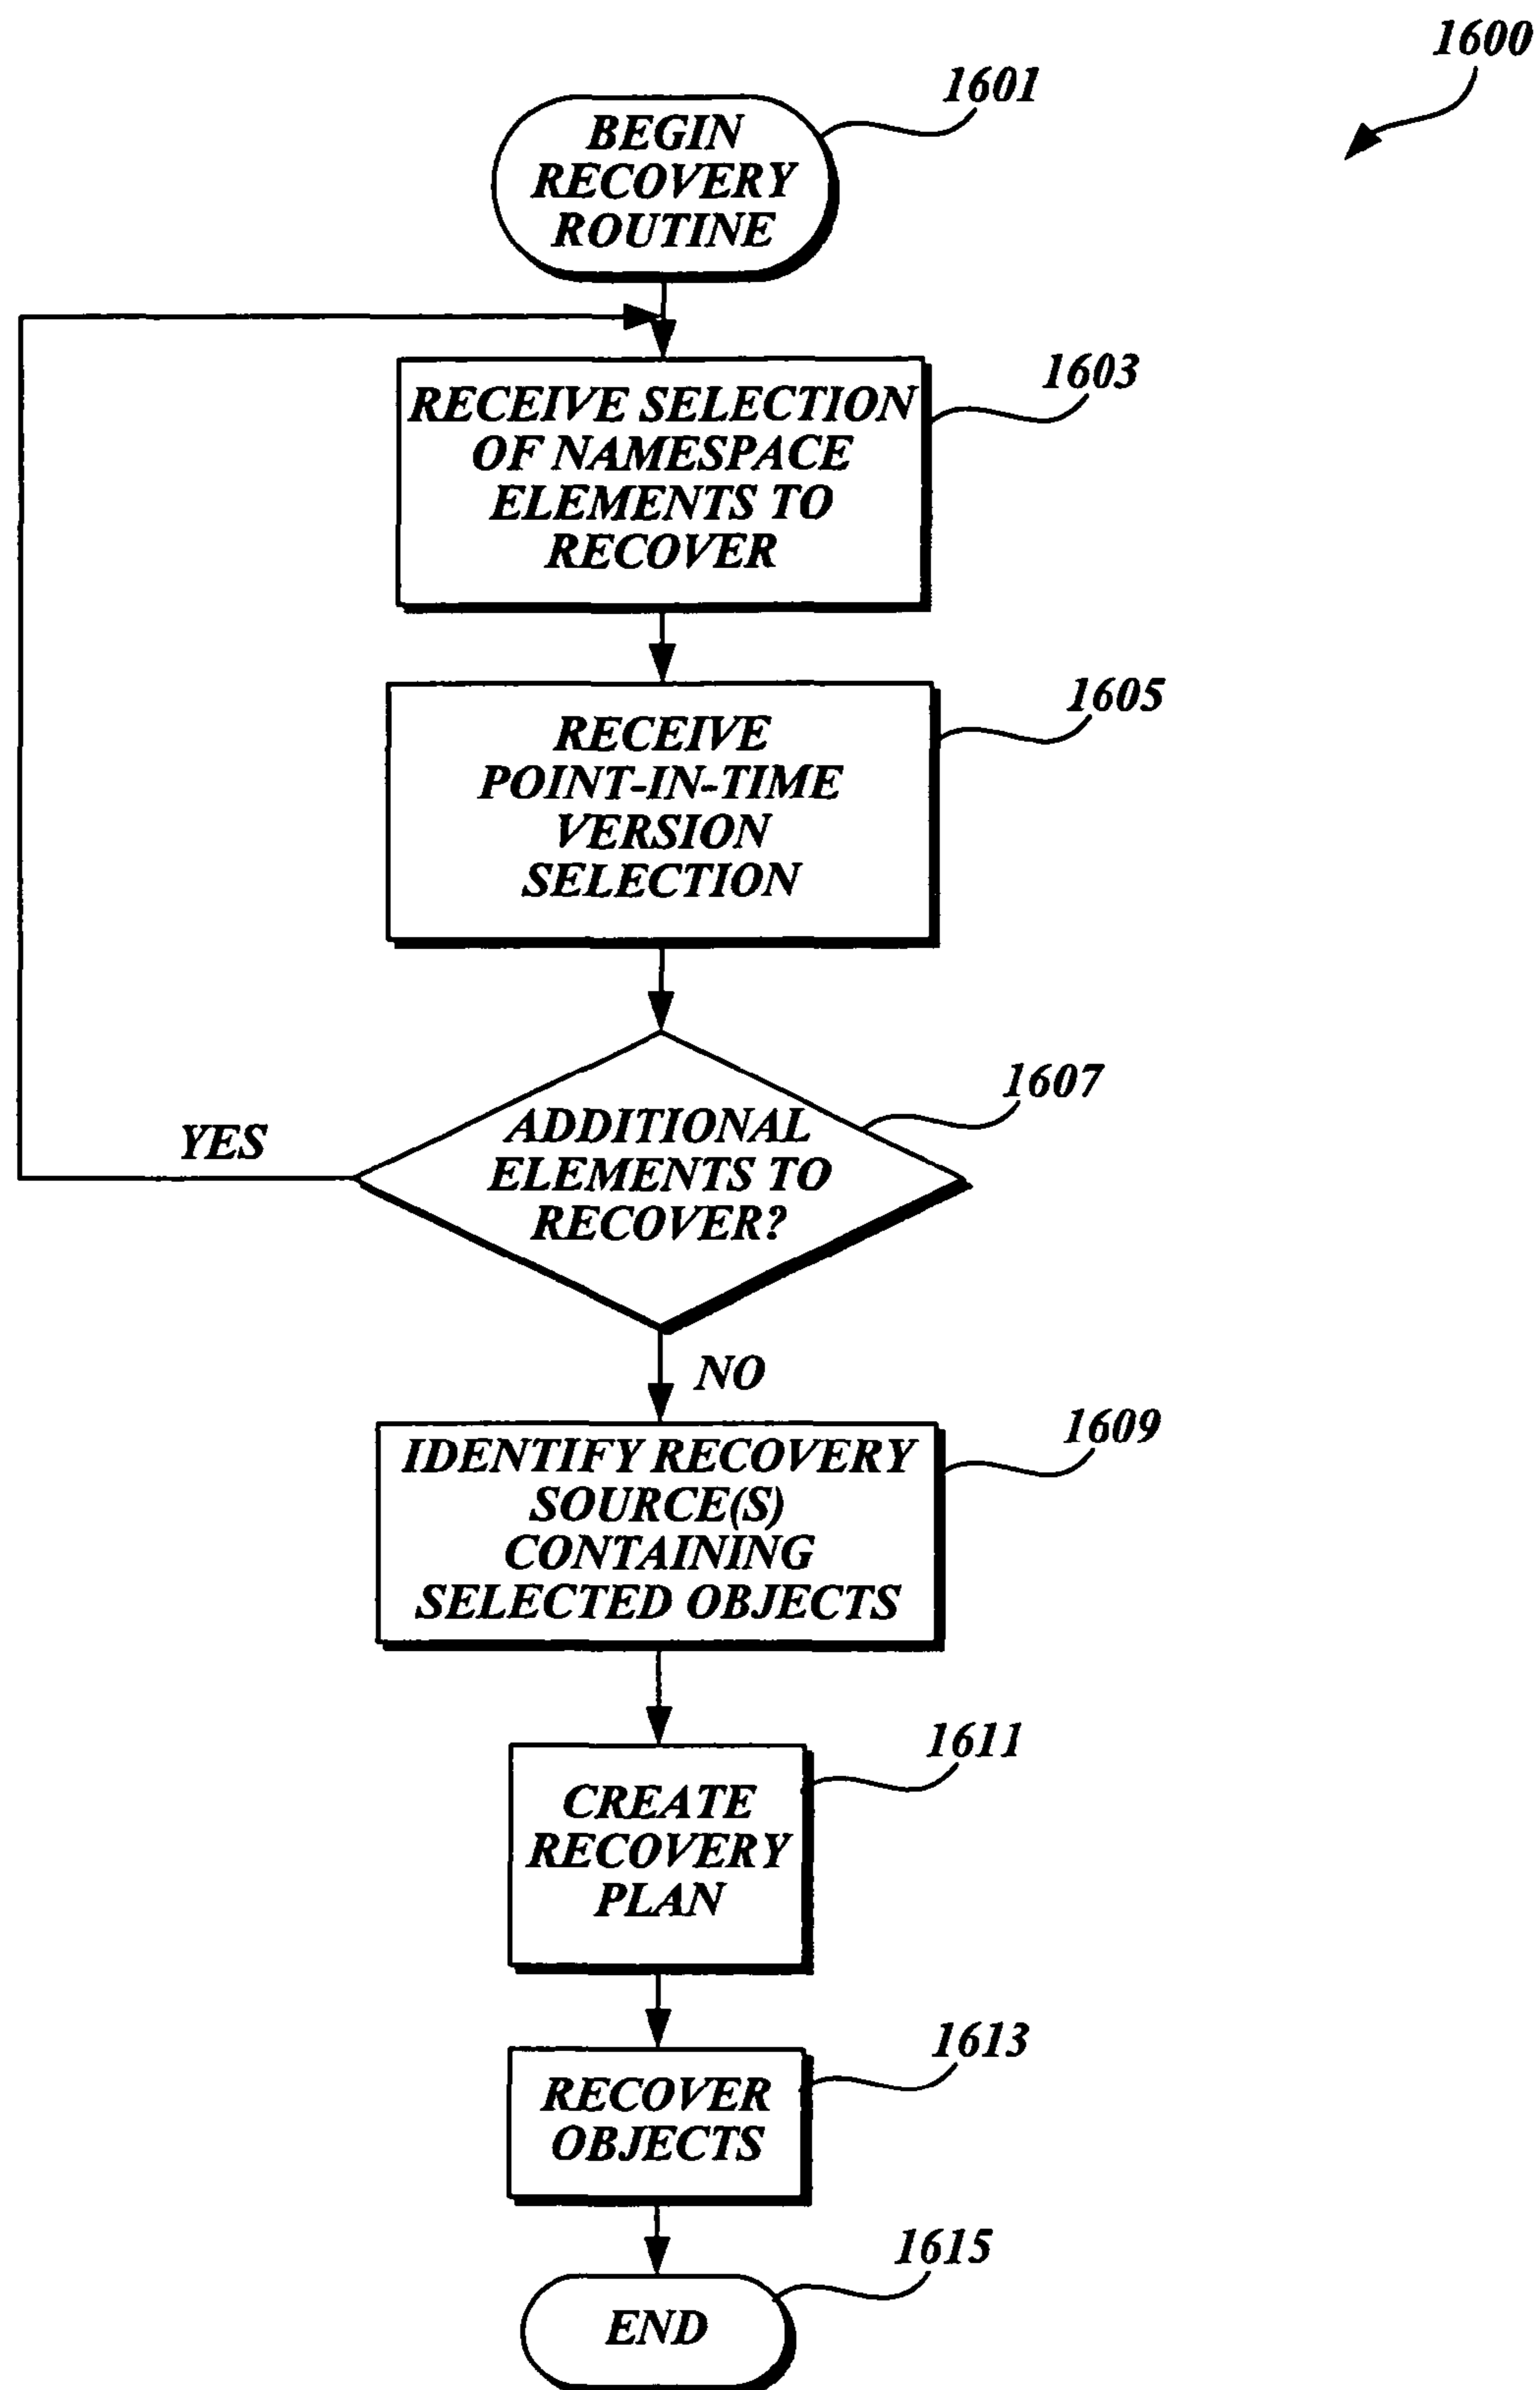 1600
1601
BEGIN
RECOVERY
ROUTINE
1603
RECEIVE SELECTION
OF NAMESPACE
ELEMENTS TO
RECOVER
1605
RECEIVE
POINT-IN-TIME
VERSION
SELECTION
1607
ADDITIONAL
ELEMENTS TO
RECOVER?
YES
NO
1609
IDENTIFY RECOVERY
SOURCE(S)
CONTAINING
SELECTED OBJECTS
1611
CREATE
RECOVERY
PLAN
1613
RECOVER
OBJECTS
1615
END